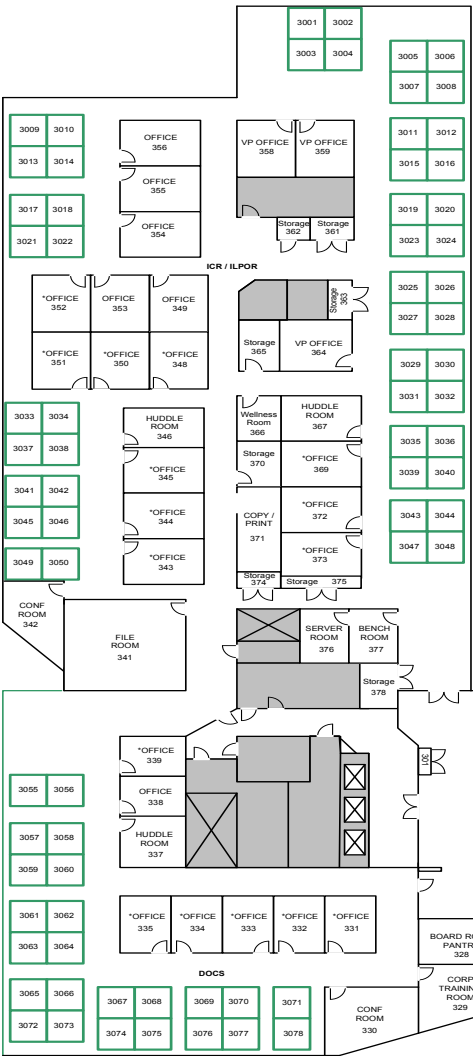 3001 3002
3003 3004
3005 3006
3007 3008
3009 3010
3013 3014
OFFICE
356
VP OFFICE
358
VP OFFICE
359
3011 3012
3015 3016
OFFICE
355
3017 3018
3021 3022
OFFICE
354
Storage
362
Storage
361
3019 3020
3023 3024
ICR / ILPOR
*OFFICE
352
OFFICE
353
OFFICE
349
Storage
363
3025 3026
3027 3028
*OFFICE
351
*OFFICE
350
*OFFICE
348
Storage
365
VP OFFICE
364
3029 3030
3031 3032
3033 3034
3037 3038
HUDDLE
ROOM
346
Wellness
Room
366
HUDDLE
ROOM
367
3035 3036
3039 3040
*OFFICE
345
Storage
370
*OFFICE
369
3041 3042
3045 3046
*OFFICE
344
COPY /
PRINT
371
*OFFICE
372
3043 3044
3047 3048
3049 3050
*OFFICE
343
*OFFICE
373
Storage
374
Storage 375
CONF
ROOM
342
FILE
ROOM
341
SERVER
ROOM
376
BENCH
ROOM
377
Storage
378
*OFFICE
339
301
3055 3056
OFFICE
338
HUDDLE
ROOM
337
3057 3058
3059 3060
3061 3062
3063 3064
*OFFICE
335
*OFFICE
334
*OFFICE
333
*OFFICE
332
*OFFICE
331
BOARD RO
PANTR
328
DOCS
3065 3066
3072 3073
3067 3068
3074 3075
3069 3070
3076 3077
3071
3078
CONF
ROOM
330
CORP
TRAINING
ROOM
329